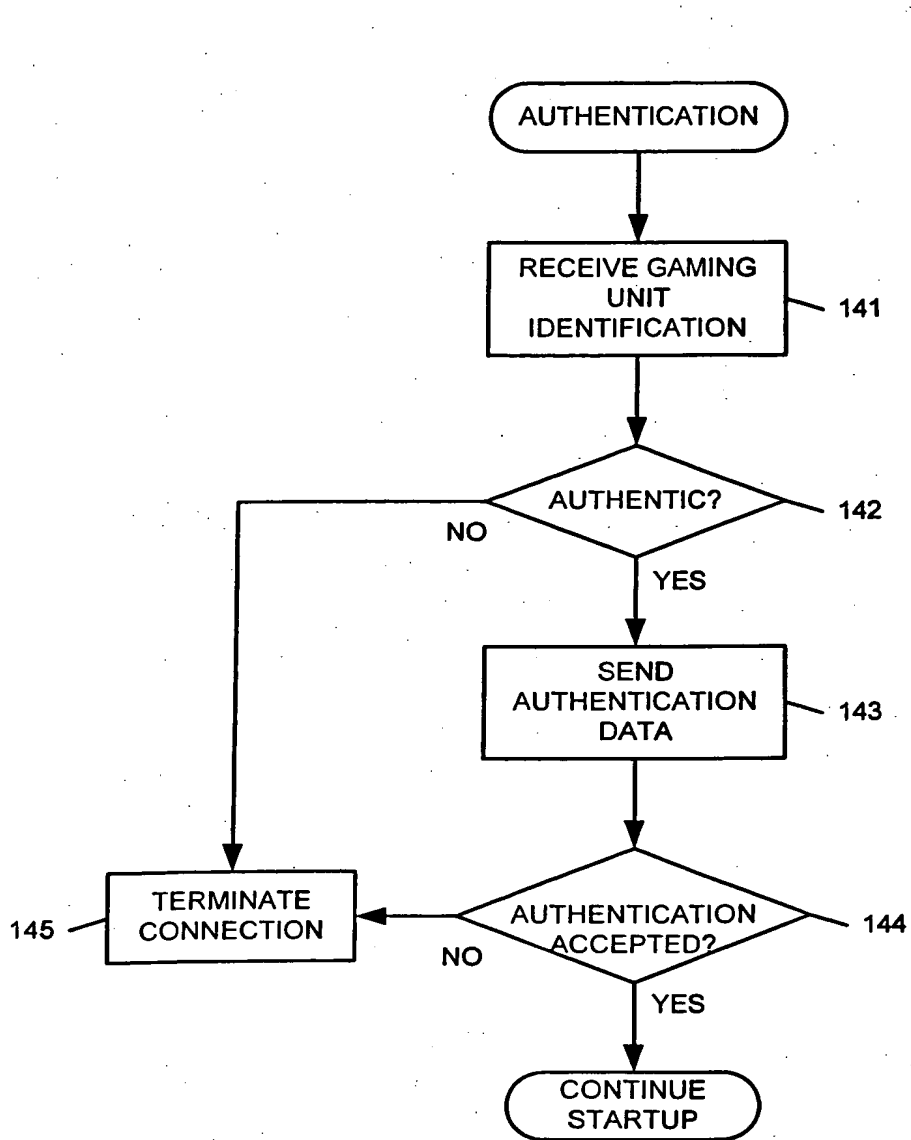 AUTHENTICATION
RECEIVE GAMING
UNIT
IDENTIFICATION
141
AUTHENTIC?
142
NO
YES
SEND
AUTHENTICATION
DATA
143
TERMINATE
CONNECTION
145
AUTHENTICATION
ACCEPTED?
144
NO
YES
CONTINUE
STARTUP